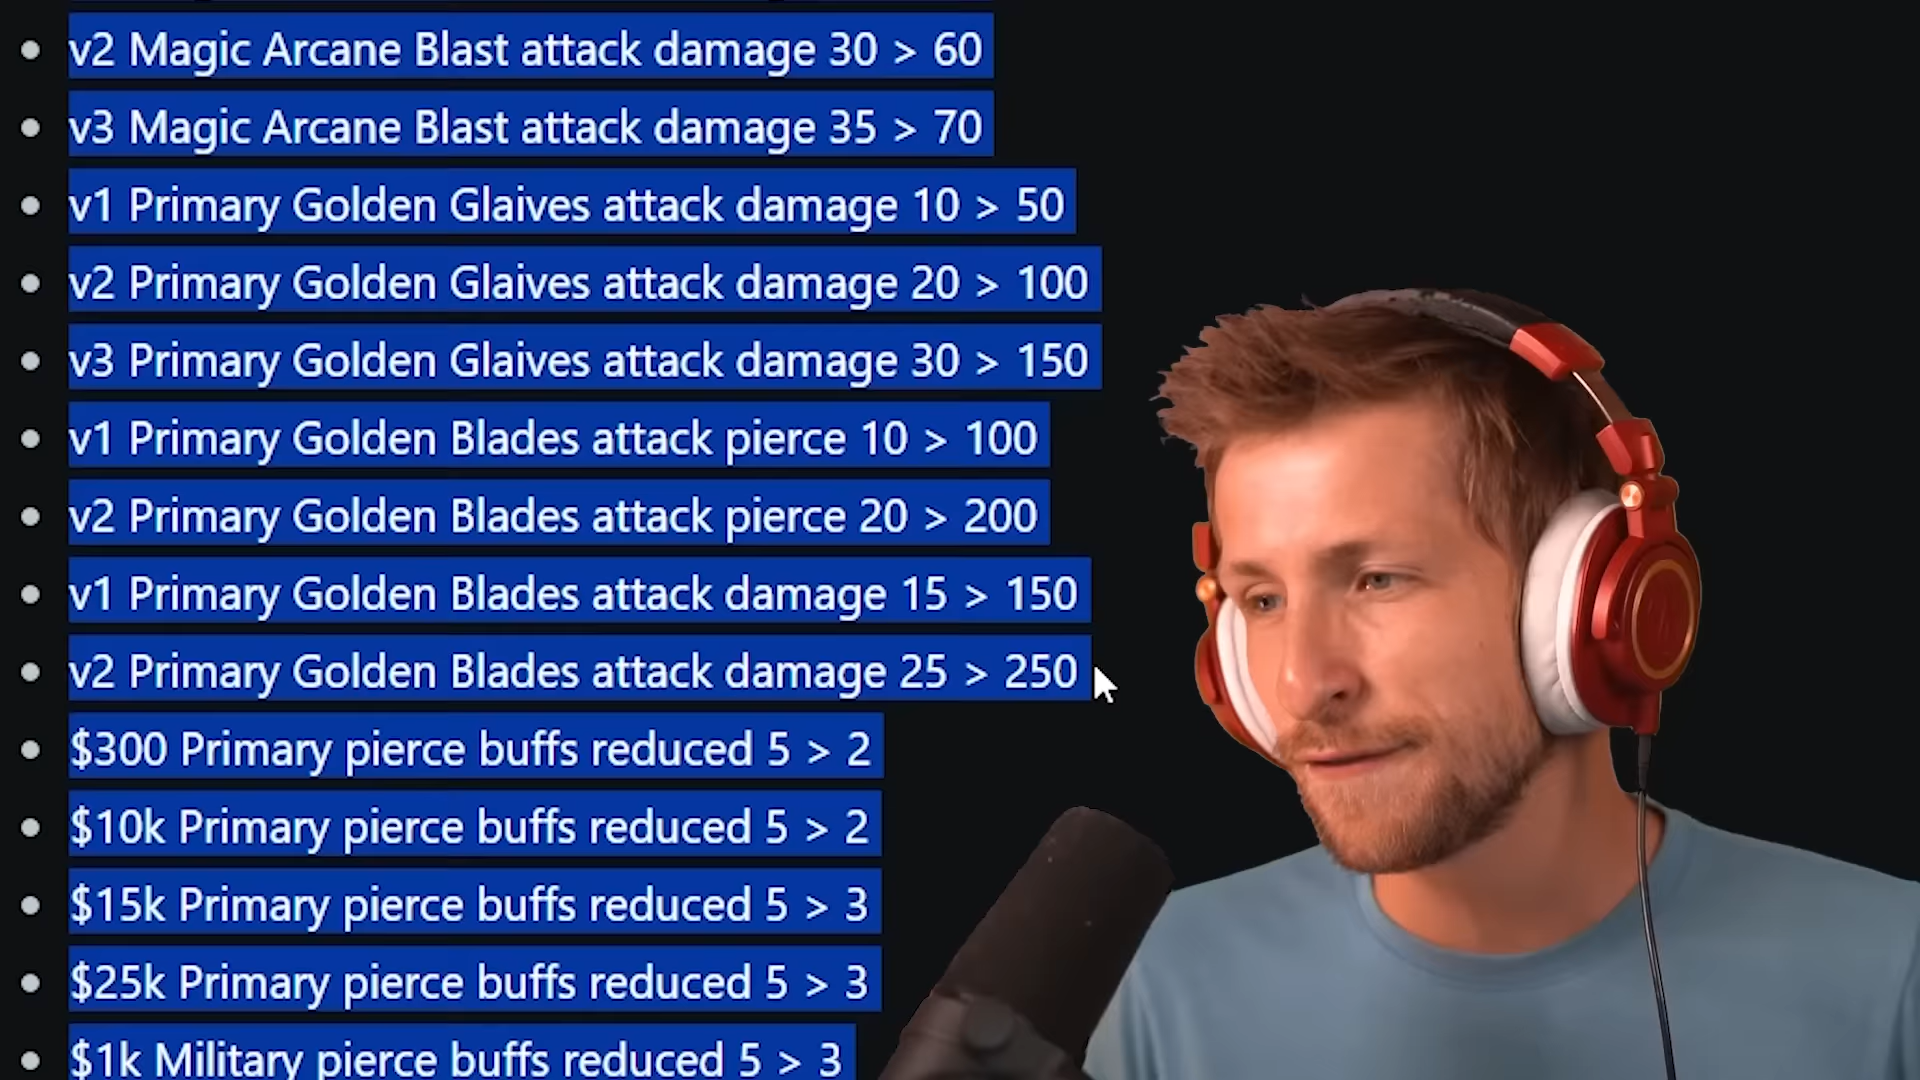 v2 Magic Arcane Blast attack damage 30 > 60
v3 Magic Arcane Blast attack damage 35 > 70
v1 Primary Golden Glaives attack damage 10 > 50
v2 Primary Golden Glaives attack damage 20 > 100
v3 Primary Golden Glaives attack damage 30 > 150
v1 Primary Golden Blades attack pierce 10 > 100
v2 Primary Golden Blades attack pierce 20 > 200
v1 Primary Golden Blades attack damage 15 > 150
v2 Primary Golden Blades attack damage 25 > 250
$300 Primary pierce buffs reduced 5 > 2
$10k Primary pierce buffs reduced 5 > 2
$15k Primary pierce buffs reduced 5 > 3
$25k Primary pierce buffs reduced 5 > 3
$1k Military pierce buffs reduced 5 > 3